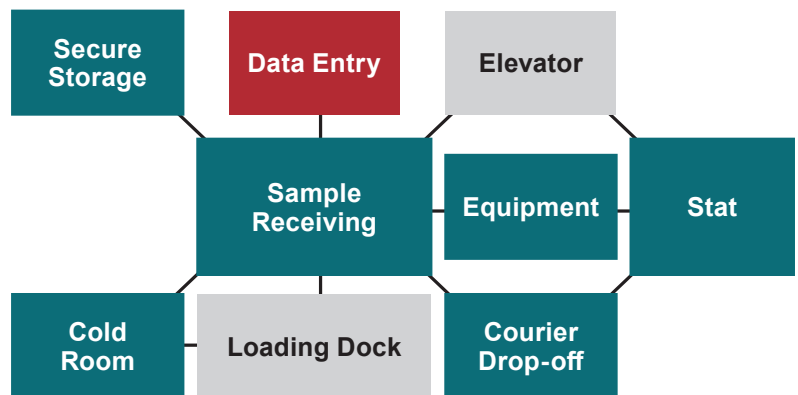 Secure
Storage
Data Entry
Elevator
Sample
Receiving
Equipment
Stat
Cold
Room
Loading Dock
Courier
Drop-off